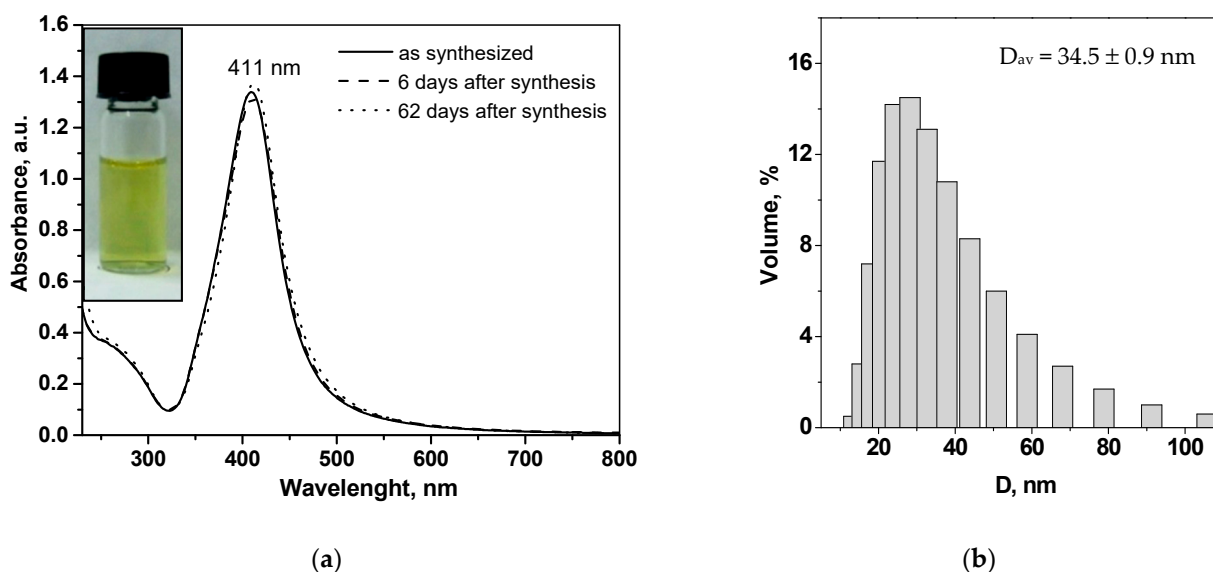 1.6
1.4
1.2
1.0
0.8
0.6
0.4
0.2
0.0
Absorbance, a.u.
411 nm
as synthesized
6 days after synthesis
62 days after synthesis
300 400 500 600 700 800
Wavelenght, nm
(a)
16
12
8
4
0
Volume, %
Dav = 34.5 ± 0.9 nm
20 40 60 80 100
D, nm
(b)